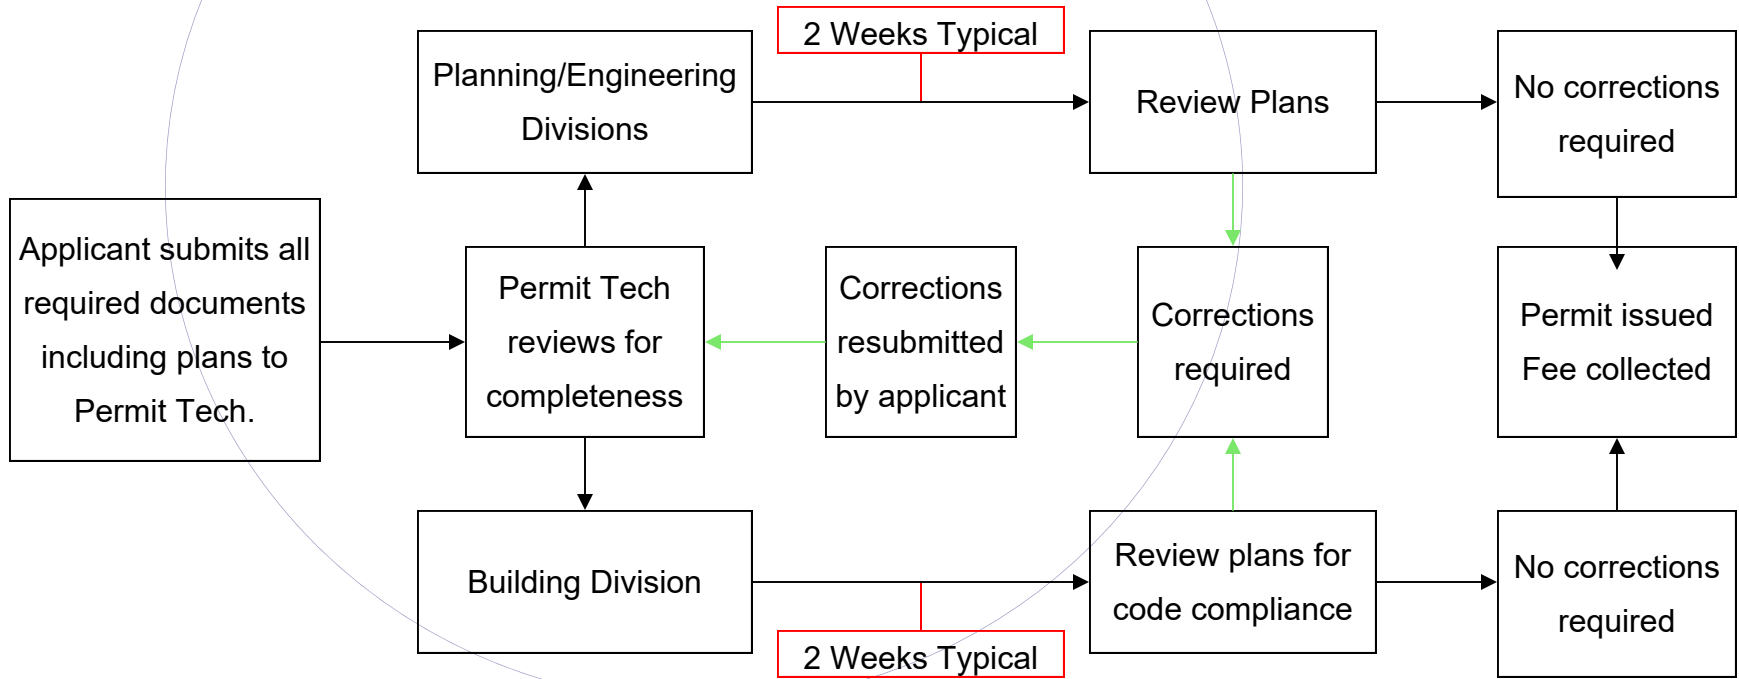 2 Weeks Typical
Planning/Engineering
Divisions
Review Plans
No corrections
required
Applicant submits all
required documents
including plans to
Permit Tech.
Permit Tech
reviews for
completeness
Corrections
resubmitted
by applicant
Corrections
required
Permit issued
Fee collected
Building Division
Review plans for
code compliance
No corrections
required
2 Weeks Typical